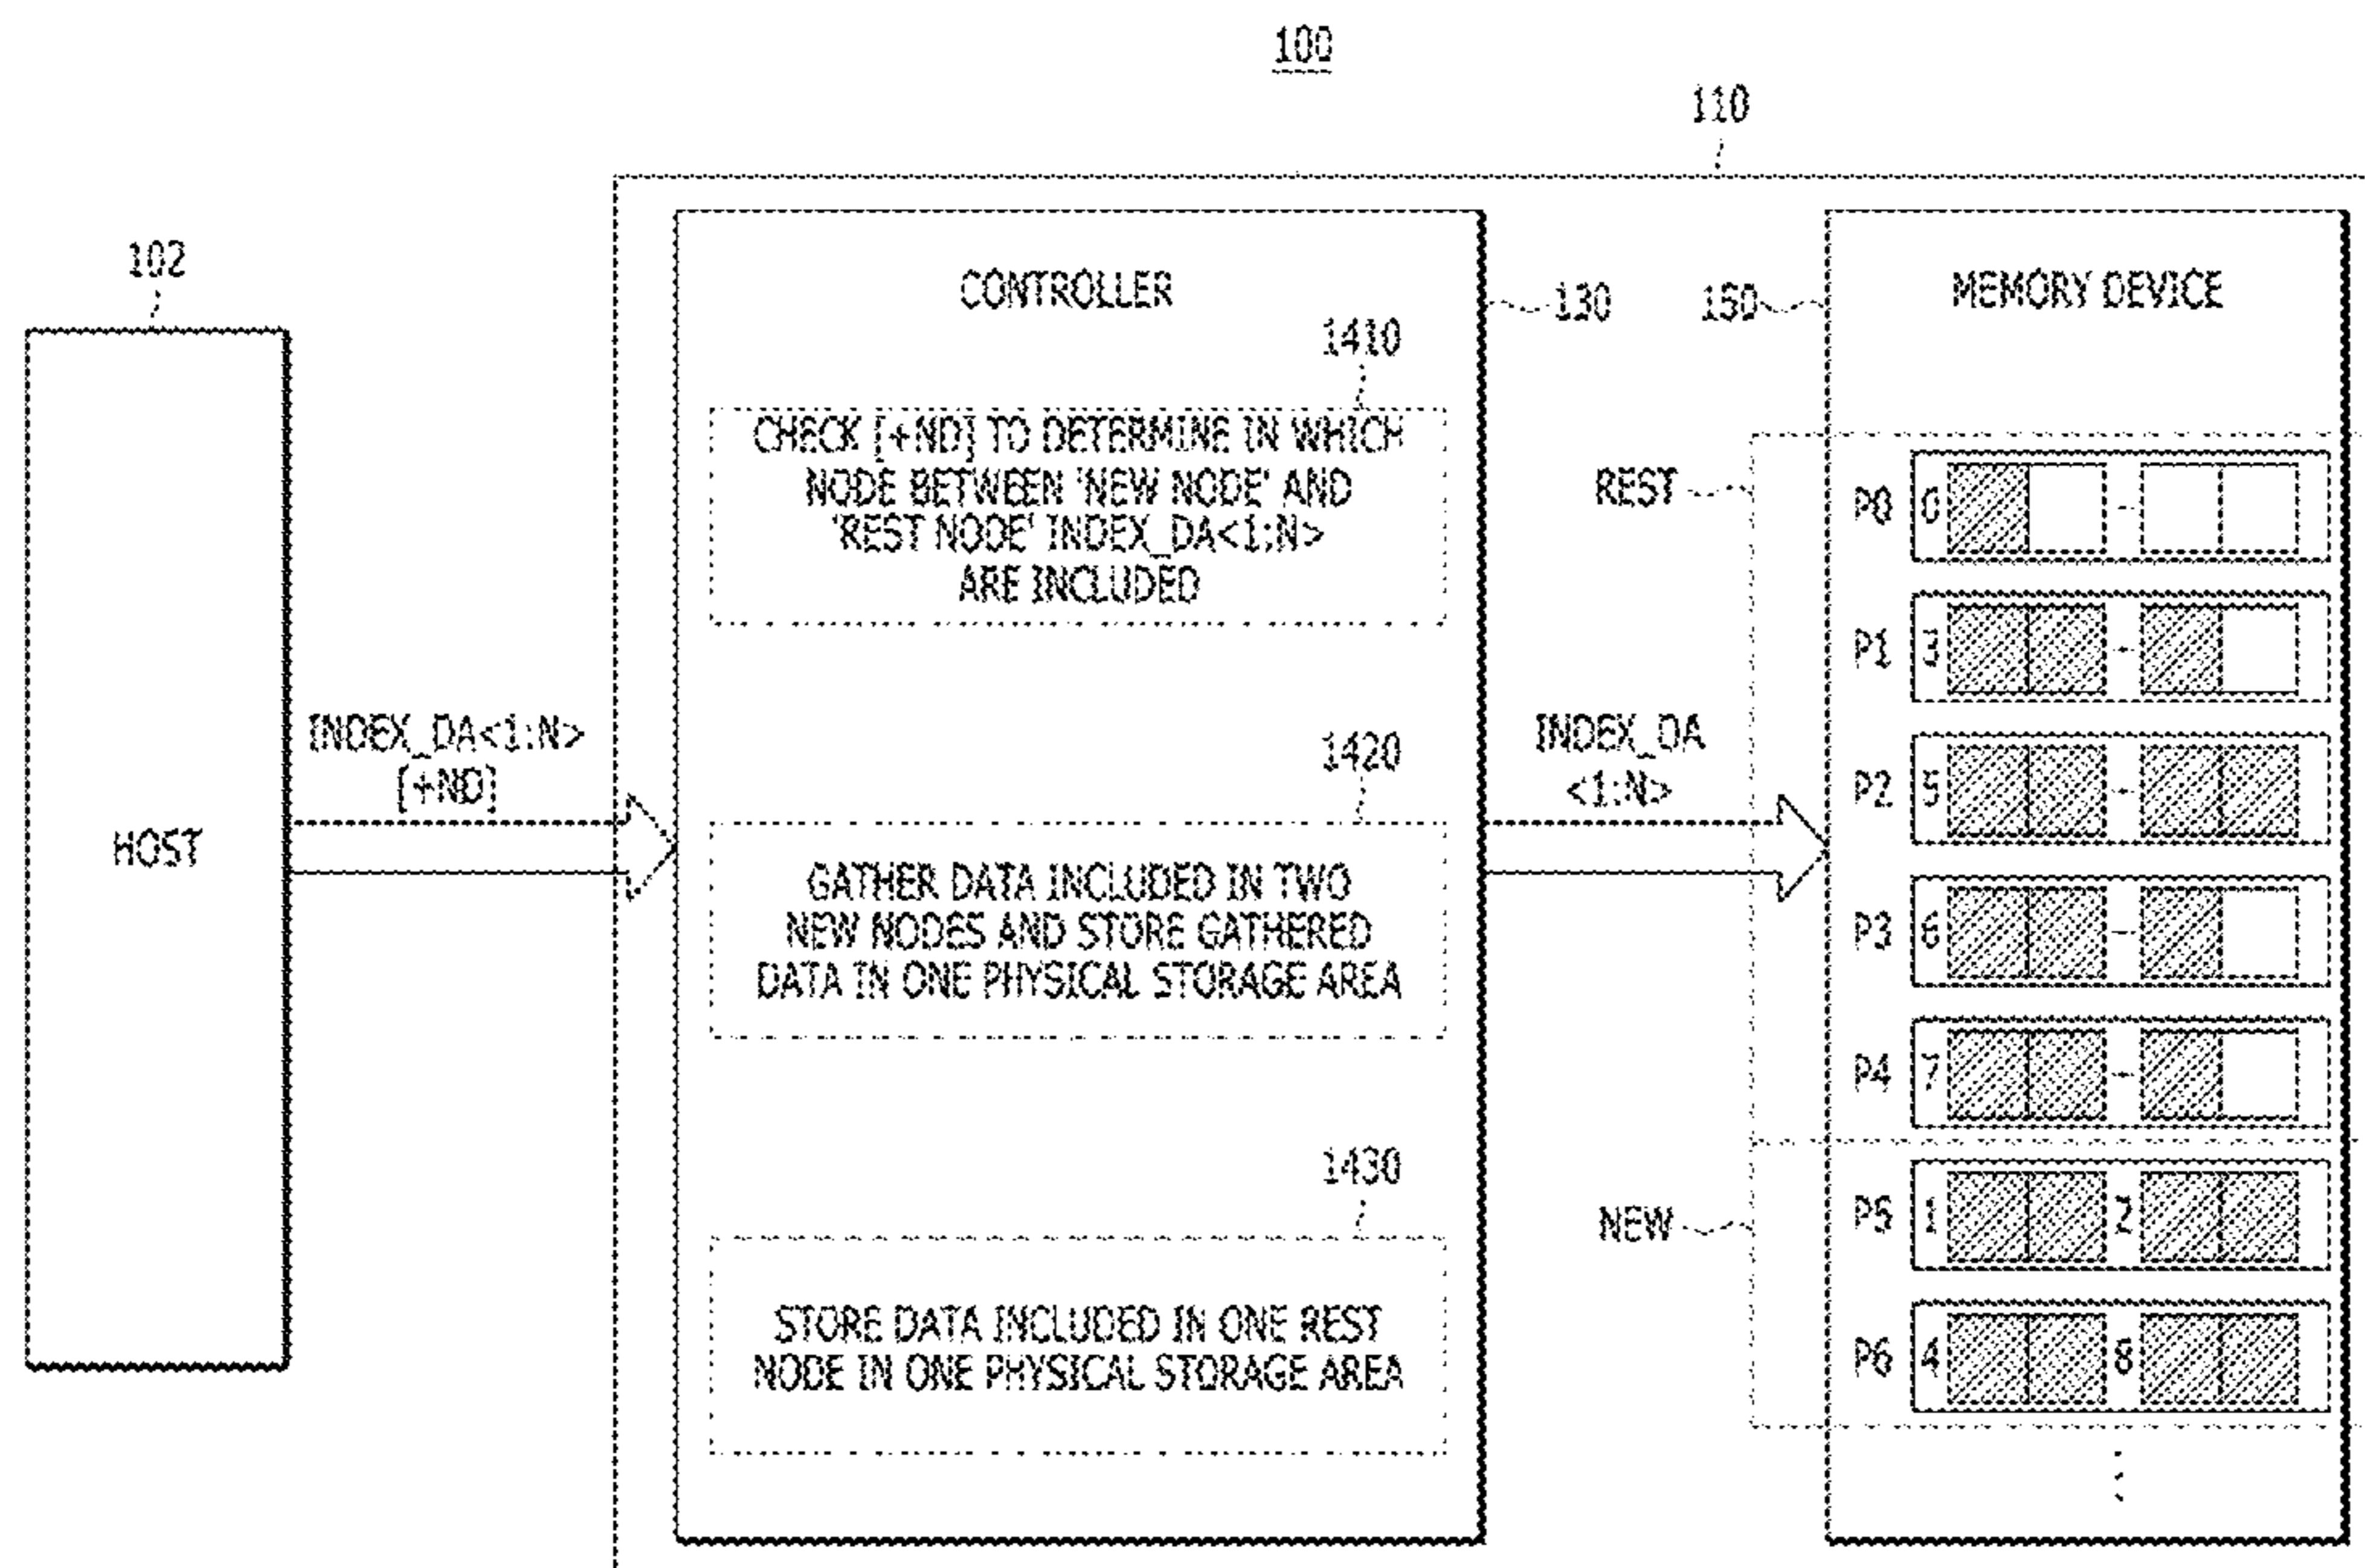 100
110
102
HOST
INDEX_DA<1:N>
[+ND]
CONTROLLER
130
1410
CHECK [+ND] TO DETERMINE IN WHICH
NODE BETWEEN 'NEW NODE' AND
'REST NODE' INDEX_DA<1:N>
ARE INCLUDED
1420
GATHER DATA INCLUDED IN TWO
NEW NODES AND STORE GATHERED
DATA IN ONE PHYSICAL STORAGE AREA
1430
STORE DATA INCLUDED IN ONE REST
NODE IN ONE PHYSICAL STORAGE AREA
INDEX_DA
<1:N>
150
MEMORY DEVICE
REST
P0 0 -
P1 3 -
P2 5 -
P3 6 -
P4 7 -
NEW
P5 1 2
P6 4 8